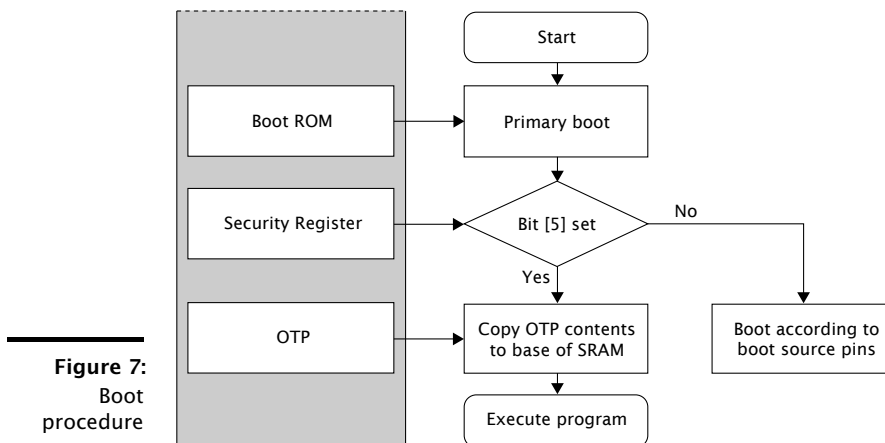 Start
Boot ROM
Primary boot
Security Register
Bit [5] set
No
Yes
OTP
Copy OTP contents
to base of SRAM
Boot according to
boot source pins
Execute program
Figure 7:
Boot
procedure